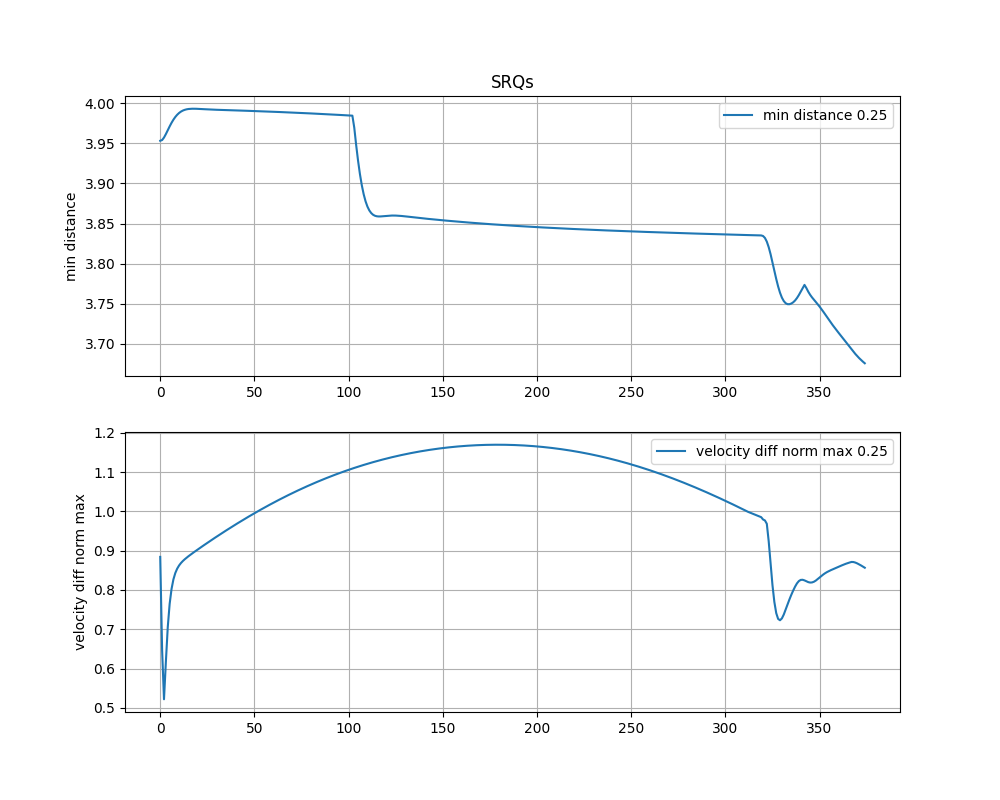 SRQs
min distance
4.00
3.95
3.90
3.85
3.80
3.75
3.70
min distance 0.25
0 50 100 150 200 250 300 350
velocity diff norm max
1.2
1.1
1.0
0.9
0.8
0.7
0.6
0.5
velocity diff norm max 0.25
0 50 100 150 200 250 300 350